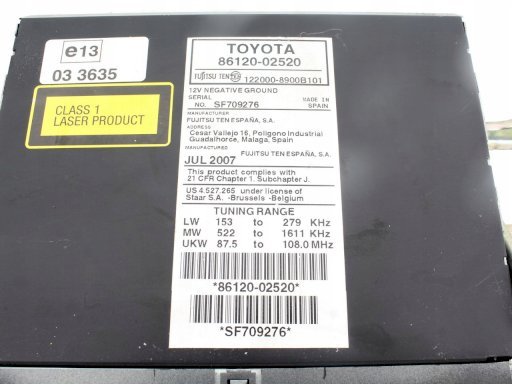 e13
03 3635
CLASS 1
LASER PRODUCT
TOYOTA
86120-02520
FUJITSU TEN 122000-8900B101
12V NEGATIVE GROUND
SERIAL
NO. SF709276
MADE IN
SPAIN
MANUFACTURER
FUJITSU TEN ESPAÑA, S.A.
ADDRESS
Cesar Vallejo 16, Poligono Industrial
Guadalhorce, Malaga, Spain
MANUFACTURED
JUL 2007 FUJITSU TEN ESPAÑA, S.A.
This product complies with
21 CFR Chapter 1. Subchapter J.
US 4.527.265 under license of
Staar S.A. -Brussels -Belgium
TUNING RANGE
LW 153 to 279 KHz
MW 522 to 1611 KHz
UKW 87.5 to 108.0 MHz
*86120-02520*
*SF709276*